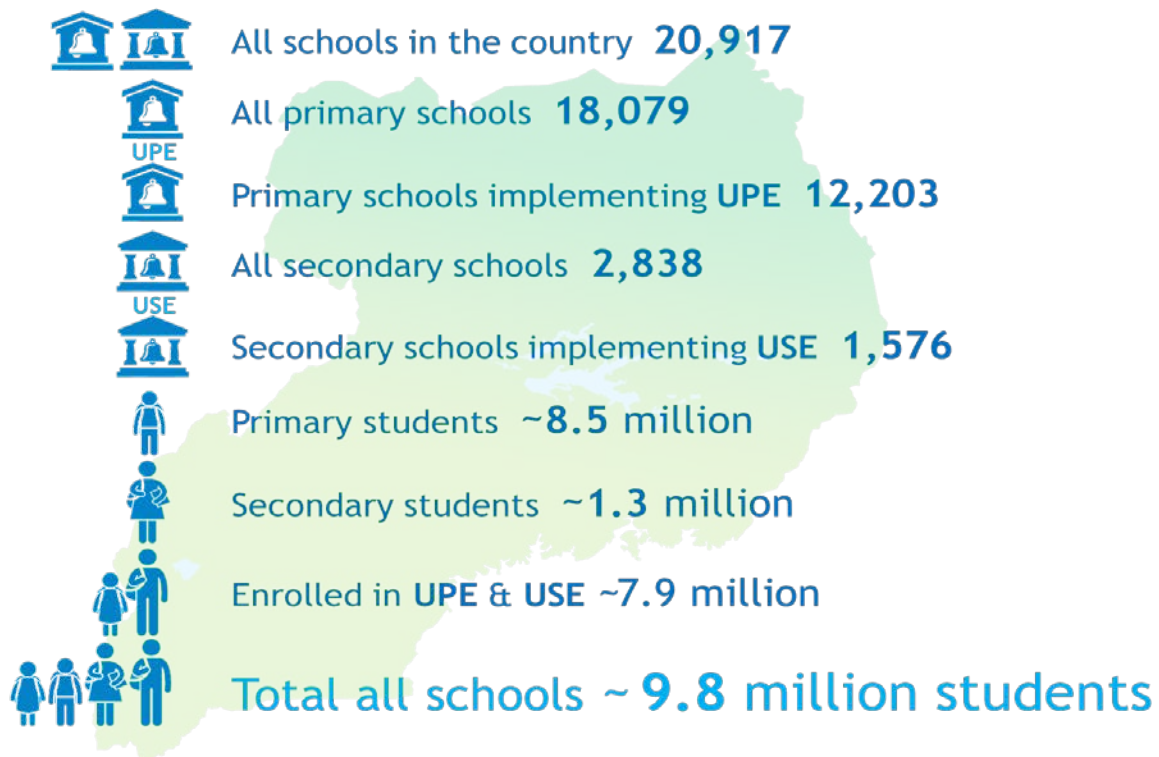 All schools in the country 20,917
All primary schools 18,079
UPE
Primary schools implementing UPE 12,203
All secondary schools 2,838
USE
Secondary schools implementing USE 1,576
Primary students ~8.5 million
Secondary students ~1.3 million
Enrolled in UPE & USE ~7.9 million
Total all schools ~ 9.8 million students